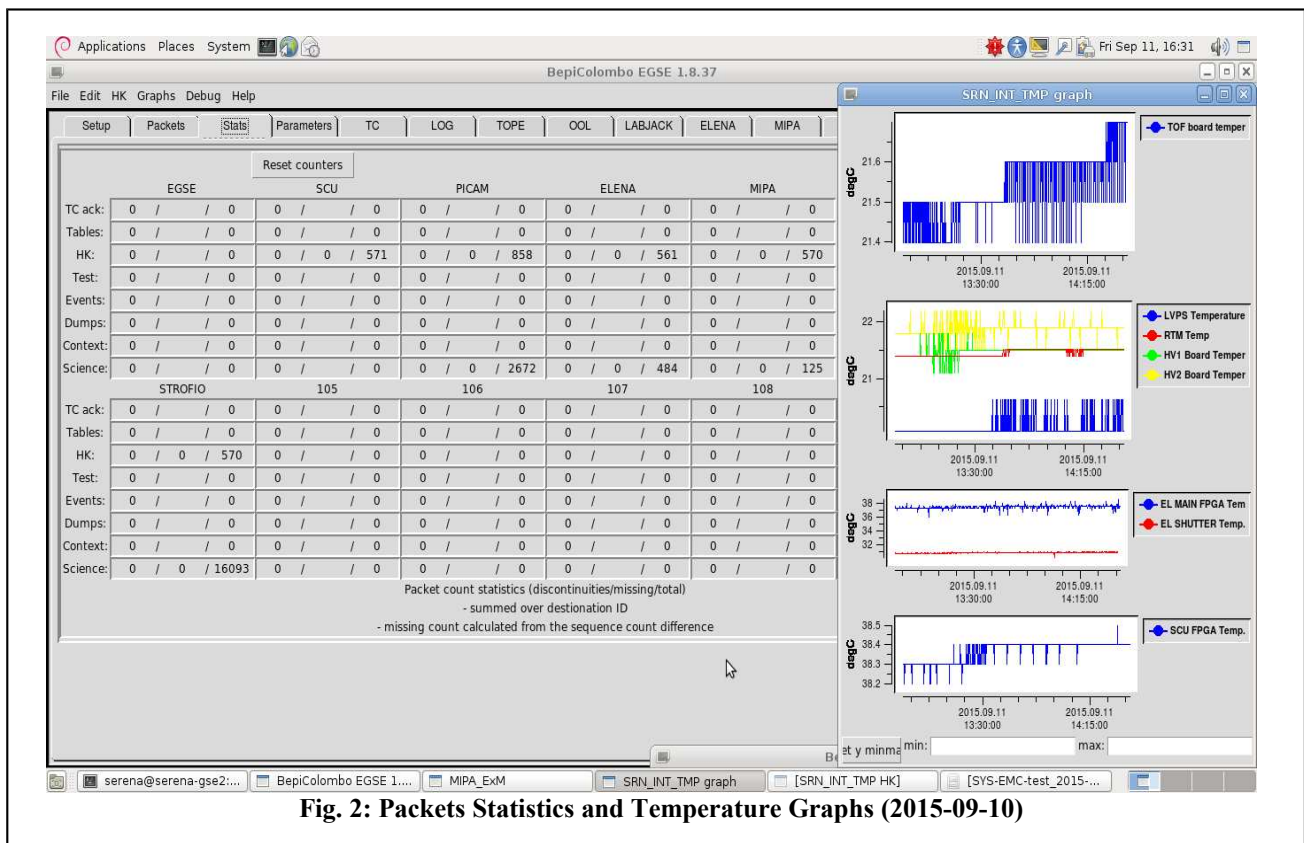 Applications Places System Fri Sep 11, 16:31
BepiColombo EGSE 1.8.37
File Edit HK Graphs Debug Help
Setup Packets Stats Parameters TC LOG TOPE OOL LABJACK ELENA MIPA
Reset counters
EGSE SCU PICAM ELENA MIPA
TC ack: 0 / / 0 0 / / 0 0 / / 0 0 / / 0 0 / / 0
Tables: 0 / / 0 0 / / 0 0 / / 0 0 / / 0 0 / / 0
HK: 0 / / 0 0 / 0 / 571 0 / 0 / 858 0 / 0 / 561 0 / 0 / 570
Test: 0 / / 0 0 / / 0 0 / / 0 0 / / 0 0 / / 0
Events: 0 / / 0 0 / / 0 0 / / 0 0 / / 0 0 / / 0
Dumps: 0 / / 0 0 / / 0 0 / / 0 0 / / 0 0 / / 0
Context: 0 / / 0 0 / / 0 0 / / 0 0 / / 0 0 / / 0
Science: 0 / / 0 0 / / 0 0 / 0 / 2672 0 / 0 / 484 0 / 0 / 125
STROFIO 105 106 107 108
TC ack: 0 / / 0 0 / / 0 0 / / 0 0 / / 0 0 / / 0
Tables: 0 / / 0 0 / / 0 0 / / 0 0 / / 0 0 / / 0
HK: 0 / 0 / 570 0 / / 0 0 / / 0 0 / / 0 0 / / 0
Test: 0 / / 0 0 / / 0 0 / / 0 0 / / 0 0 / / 0
Events: 0 / / 0 0 / / 0 0 / / 0 0 / / 0 0 / / 0
Dumps: 0 / / 0 0 / / 0 0 / / 0 0 / / 0 0 / / 0
Context: 0 / / 0 0 / / 0 0 / / 0 0 / / 0 0 / / 0
Science: 0 / 0 / 16093 0 / / 0 0 / / 0 0 / / 0 0 / / 0
Packet count statistics (discontinuities/missing/total)
- summed over destionation ID
- missing count calculated from the sequence count difference
SRN_INT_TMP graph
TOF board temper
degC
21.6
21.5
21.4
2015.09.11 2015.09.11
13:30:00 14:15:00
LVPS Temperature
RTM Temp
HV1 Board Temper
HV2 Board Temper
degC
22
21
2015.09.11 2015.09.11
13:30:00 14:15:00
EL MAIN FPGA Tem
EL SHUTTER Temp.
degC
38
36
34
32
2015.09.11 2015.09.11
13:30:00 14:15:00
SCU FPGA Temp.
degC
38.5
38.4
38.3
38.2
2015.09.11 2015.09.11
13:30:00 14:15:00
et y minma min: max:
Be
serena@serena-gse2:... BepiColombo EGSE 1.... MIPA_ExM SRN_INT_TMP graph [SRN_INT_TMP HK] [SYS-EMC-test_2015-...
Fig. 2: Packets Statistics and Temperature Graphs (2015-09-10)